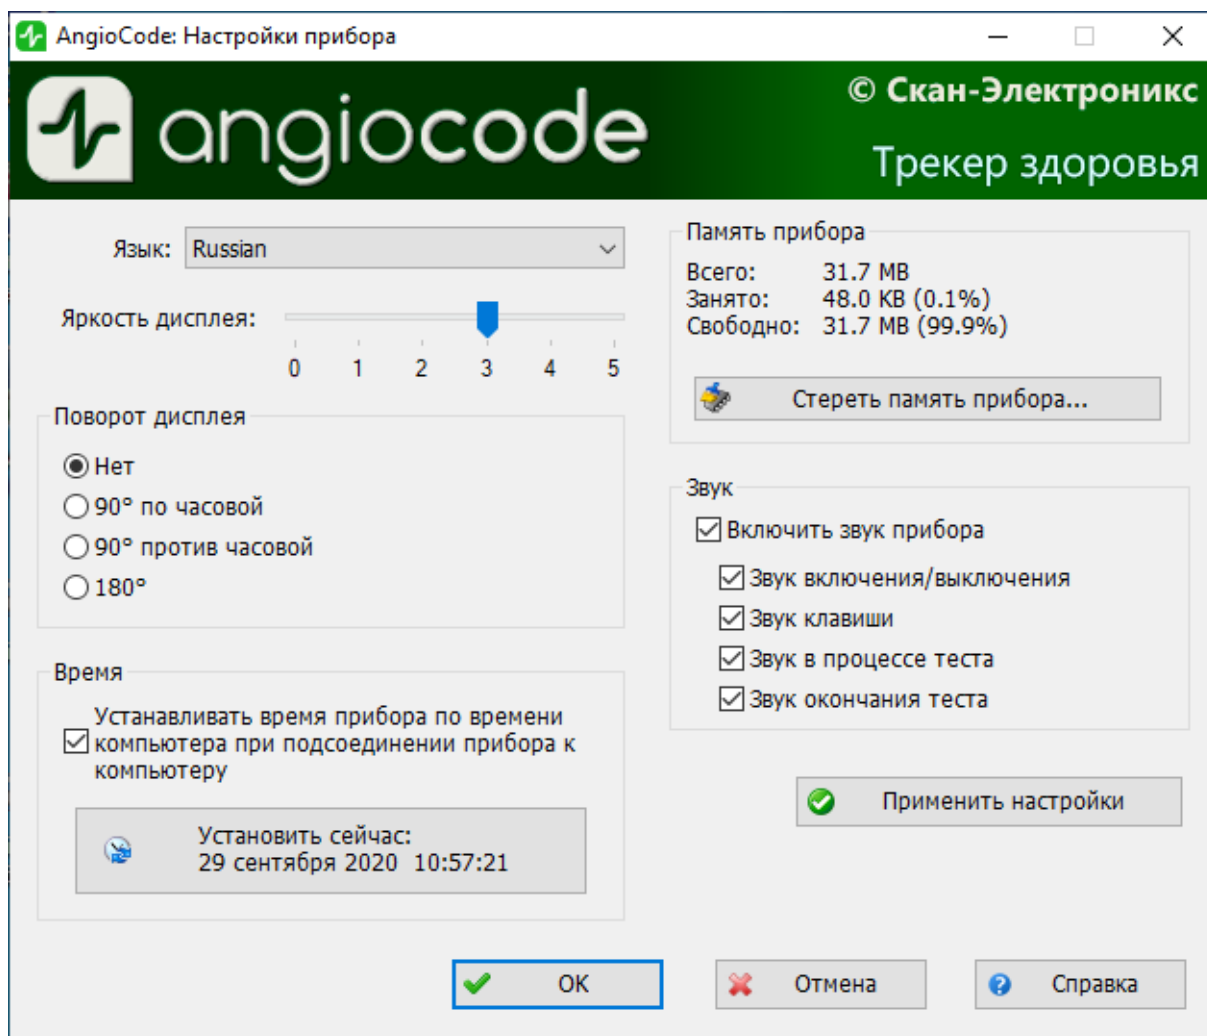 AngioCode: Настройки прибора
angiocode
© Скан-Электроникс
Трекер здоровья
Язык: Russian
Яркость дисплея:
0 1 2 3 4 5
Поворот дисплея
Нет
90° по часовой
90° против часовой
180°
Время
Устанавливать время прибора по времени
компьютера при подсоединении прибора к
компьютеру
Установить сейчас:
29 сентября 2020 10:57:21
Память прибора
Всего: 31.7 MB
Занято: 48.0 KB (0.1%)
Свободно: 31.7 MB (99.9%)
Стереть память прибора...
Звук
Включить звук прибора
Звук включения/выключения
Звук клавиши
Звук в процессе теста
Звук окончания теста
Применить настройки
OK
Отмена
Справка